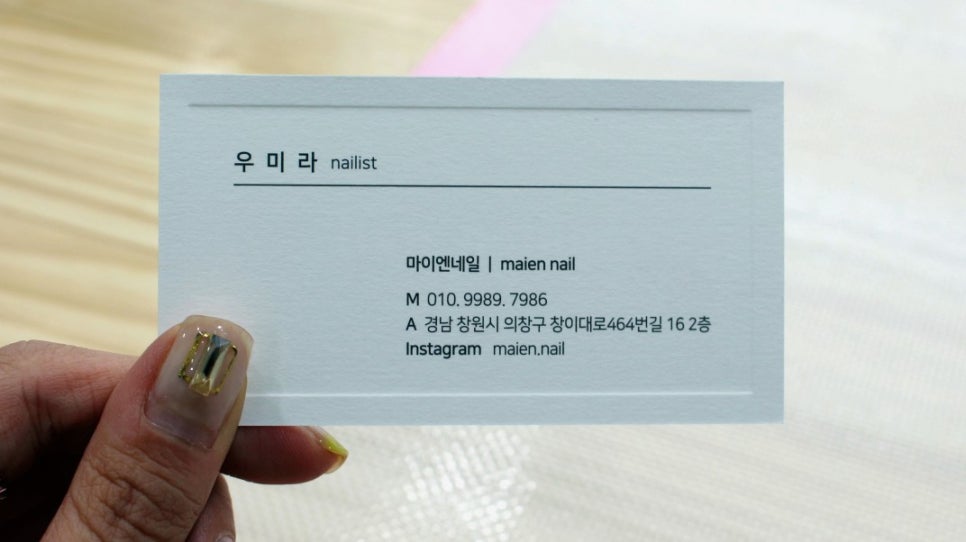 우 미 라 nailist
마이엔네일 | maien nail
M 010. 9989. 7986
A 경남 창원시 의창구 창이대로464번길 16 2층
Instagram maien.nail